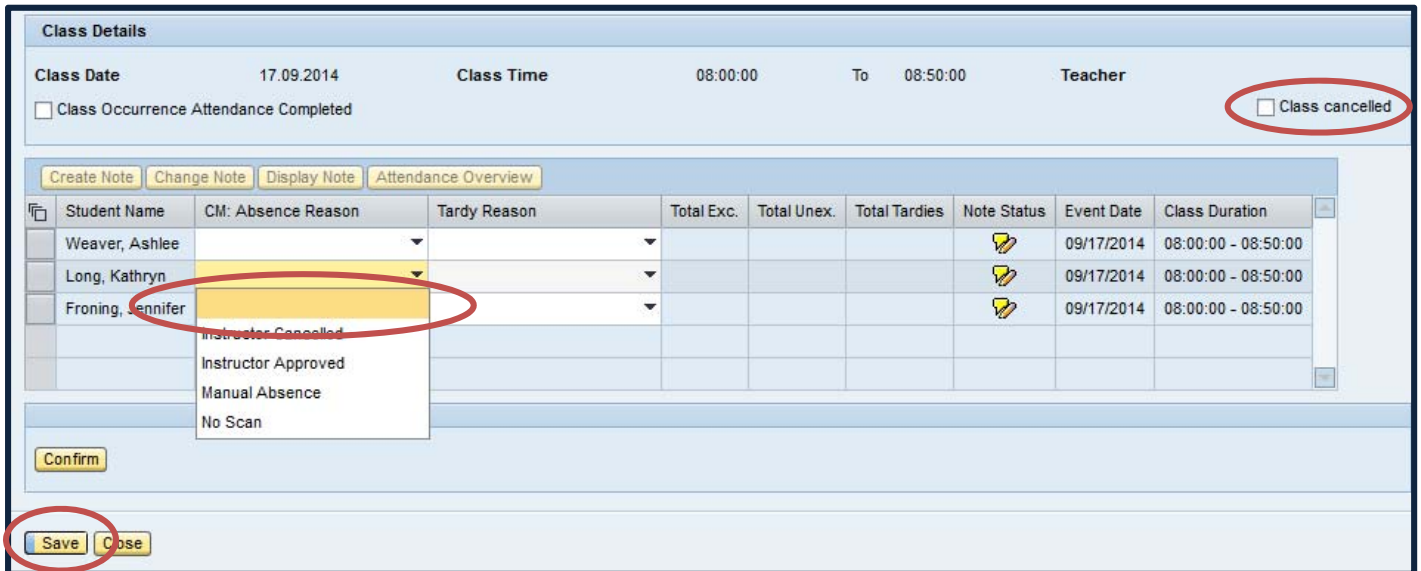 Class Details
Class Date 17.09.2014 Class Time 08:00:00 To 08:50:00 Teacher
Class Occurrence Attendance Completed Class cancelled
Create Note Change Note Display Note Attendance Overview
Student Name CM: Absence Reason Tardy Reason Total Exc. Total Unex. Total Tardies Note Status Event Date Class Duration
Weaver, Ashlee 09/17/2014 08:00:00 - 08:50:00
Long, Kathryn 09/17/2014 08:00:00 - 08:50:00
Froning, Jennifer 09/17/2014 08:00:00 - 08:50:00
Instructor Cancelled
Instructor Approved
Manual Absence
No Scan
Confirm
Save Close